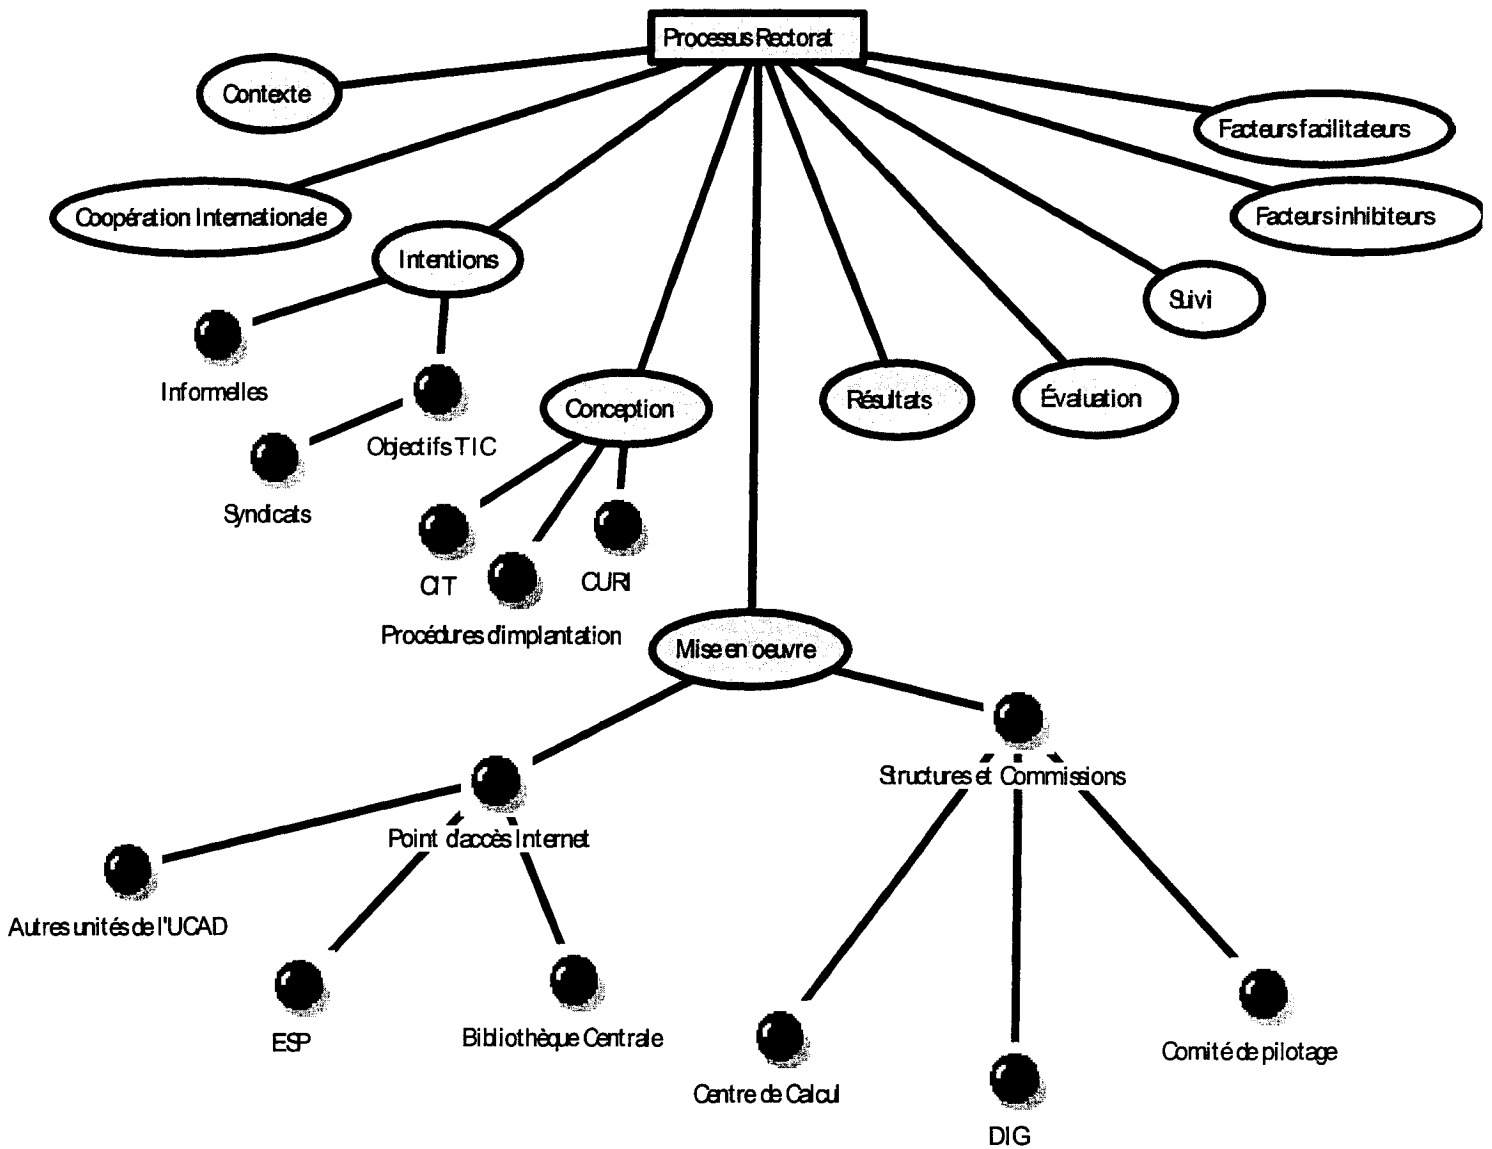 Processus Rectorat
Contexte
Facteurs facilitateurs
Coopération Internationale
Facteurs inhibiteurs
Intentions
Suivi
Informelles
Résultats
Évaluation
Conception
Objectifs TIC
Syndicats
CIT
CURI
Procédures d'implantation
Mise en oeuvre
Structures et Commissions
Point d'accès Internet
Autres unités de l"UCAD
ESP
Bibliothèque Centrale
Comité de pilotage
Centre de Calcul
DIG